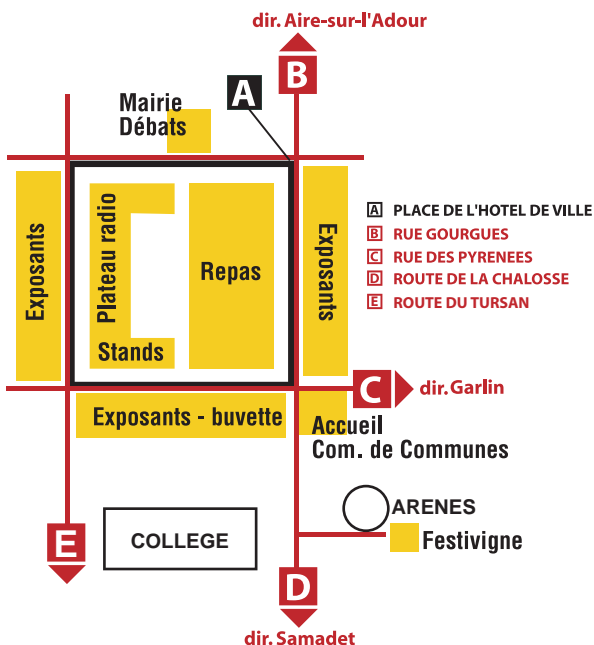 dir. Aire-sur-l'Adour
B
A
Mairie
Débats
Exposants
Plateau radio
Stands
Repas
Exposants
A PLACE DE L'HOTEL DE VILLE
B RUE GOURGUES
C RUE DES PYRENEES
D ROUTE DE LA CHALOSSE
E ROUTE DU TURSAN
C
dir. Garlin
Exposants - buvette
Accueil
Com. de Communes
ARENES
Festivigne
COLLEGE
E
D
dir. Samadet